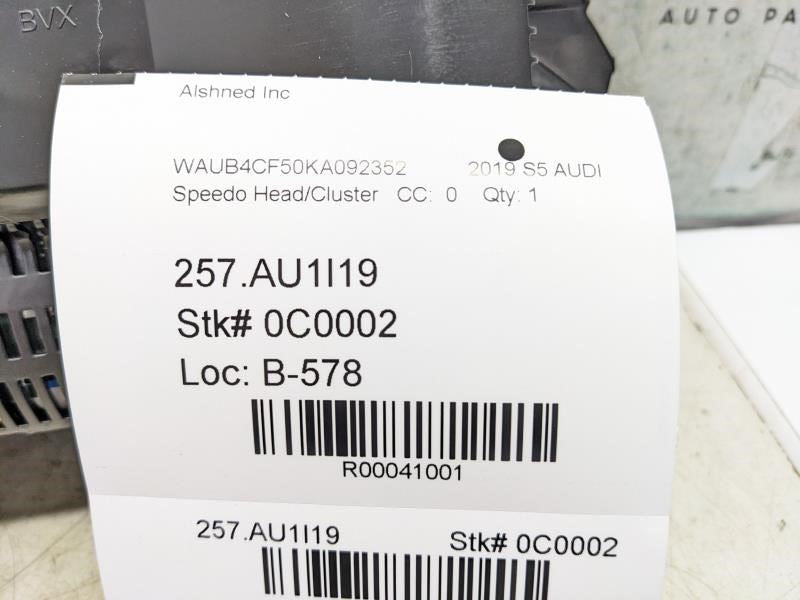 BVX
AUTO PA
Alshned Inc
WAUB4CF50KA092352 2019 S5 AUDI
Speedo Head/Cluster CC: 0 Qty: 1
257.AU1I19
Stk# 0C0002
Loc: B-578
R00041001
257.AU1I19 Stk# 0C0002